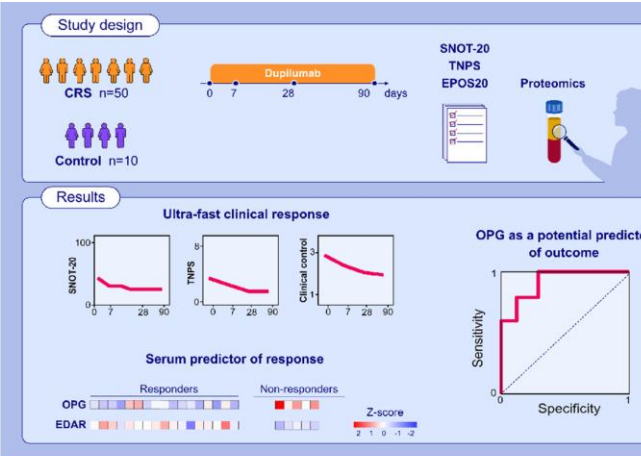 Study design
CRS n=50
Control n=10
Dupilumab
0 7 28 90 days
SNOT-20
TNPS
EPOS20
Proteomics
Results
Ultra-fast clinical response
SNOT-20
100
0
0 7 28 90
TNPS
8
0
0 7 28 90
Clinical control
3
1
0 7 28 90
Serum predictor of response
Responders
Non-responders
OPG
EDAR
Z-score
2 1 0 -1 -2
OPG as a potential predicto
of outcome
Sensitivity
1
0
0 1
Specificity